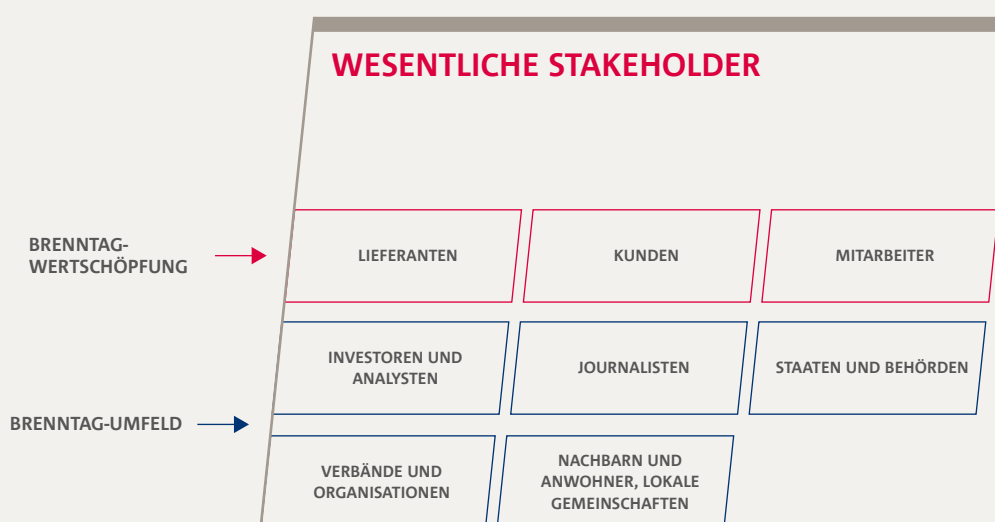 WESENTLICHE STAKEHOLDER
BRENNTAG-
WERTSCHÖPFUNG
LIEFERANTEN
KUNDEN
MITARBEITER
INVESTOREN UND
ANALYSTEN
JOURNALISTEN
STAATEN UND BEHÖRDEN
BRENNTAG-UMFELD
VERBÄNDE UND
ORGANISATIONEN
NACHBARN UND
ANWOHNER, LOKALE
GEMEINSCHAFTEN